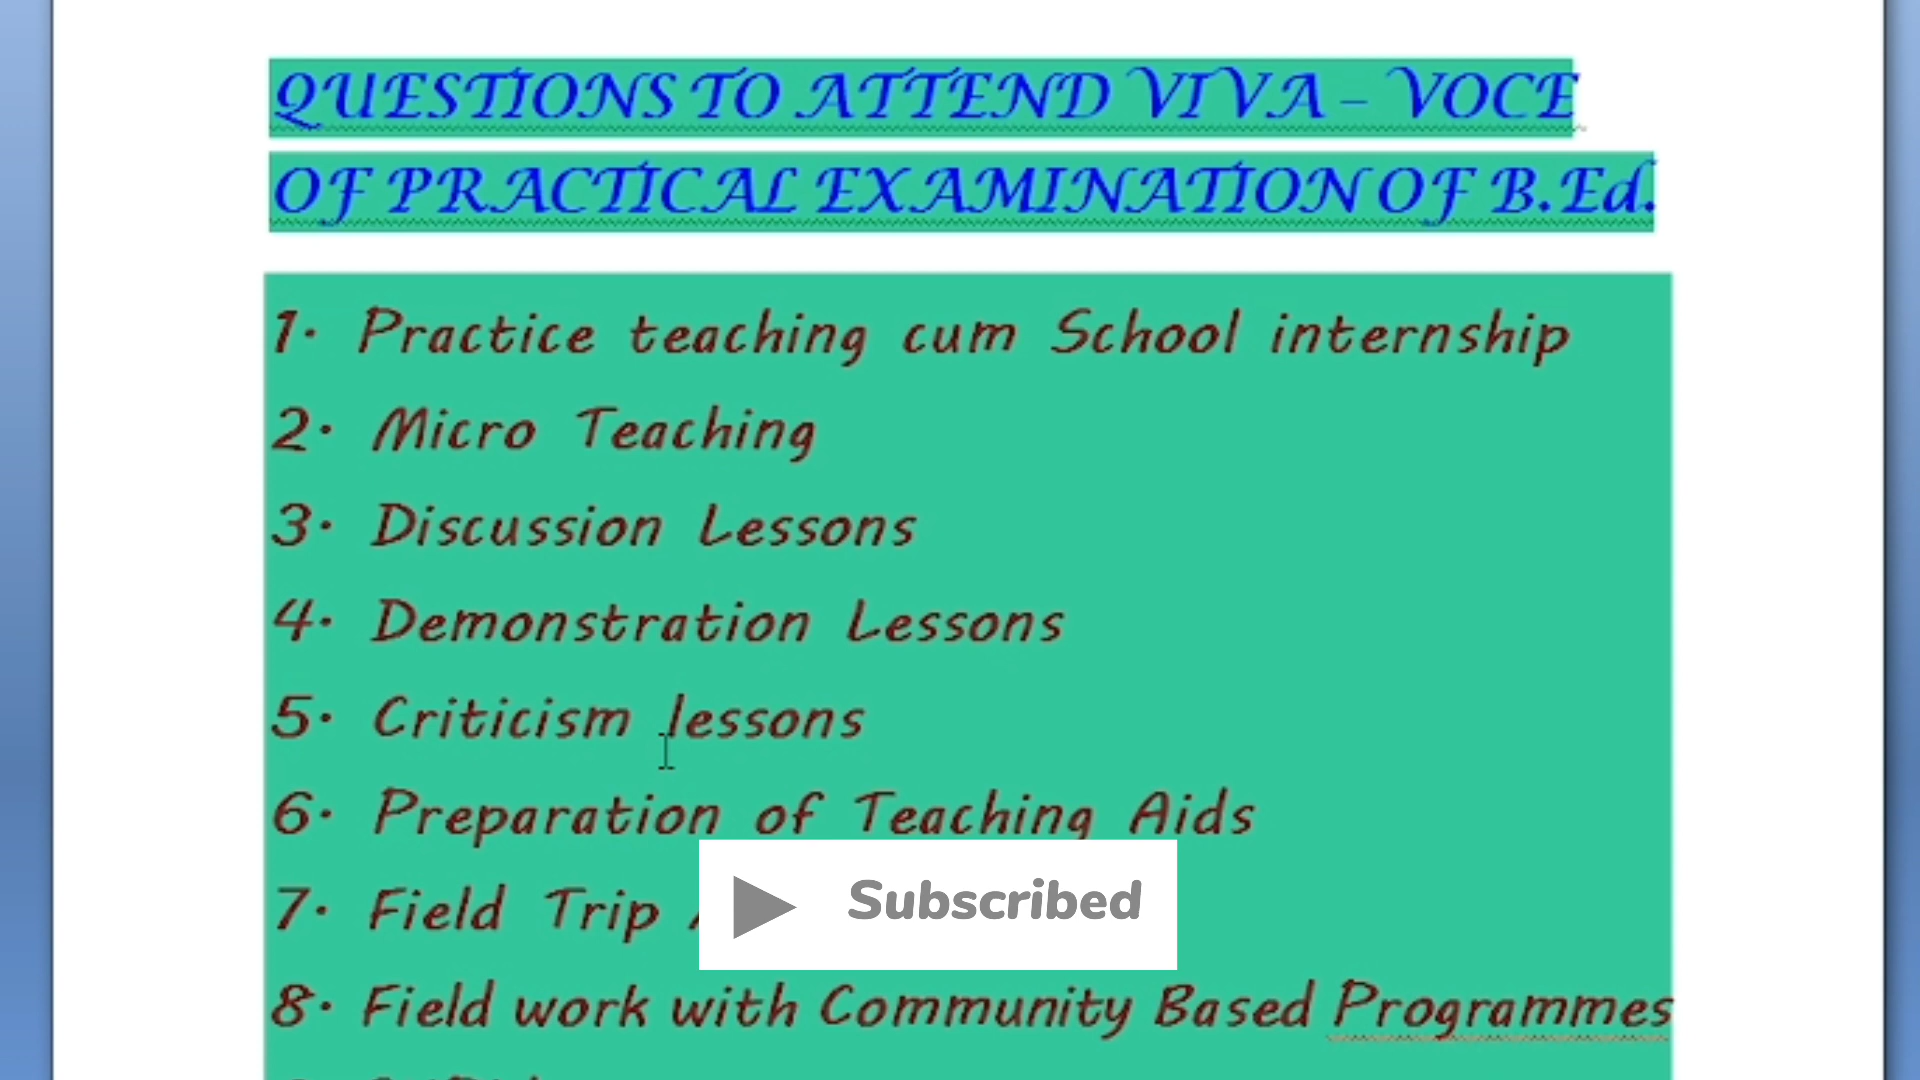 QUESTIONS TO ATTEND VIVA – VOCE
OF PRACTICAL EXAMINATION OF B.Ed.
1. Practice teaching cum School internship
2. Micro Teaching
3. Discussion Lessons
4. Demonstration Lessons
5. Criticism lessons
6. Preparation of Teaching Aids
7. Field Trip
Subscribed
8. Field work with Community Based Programmes